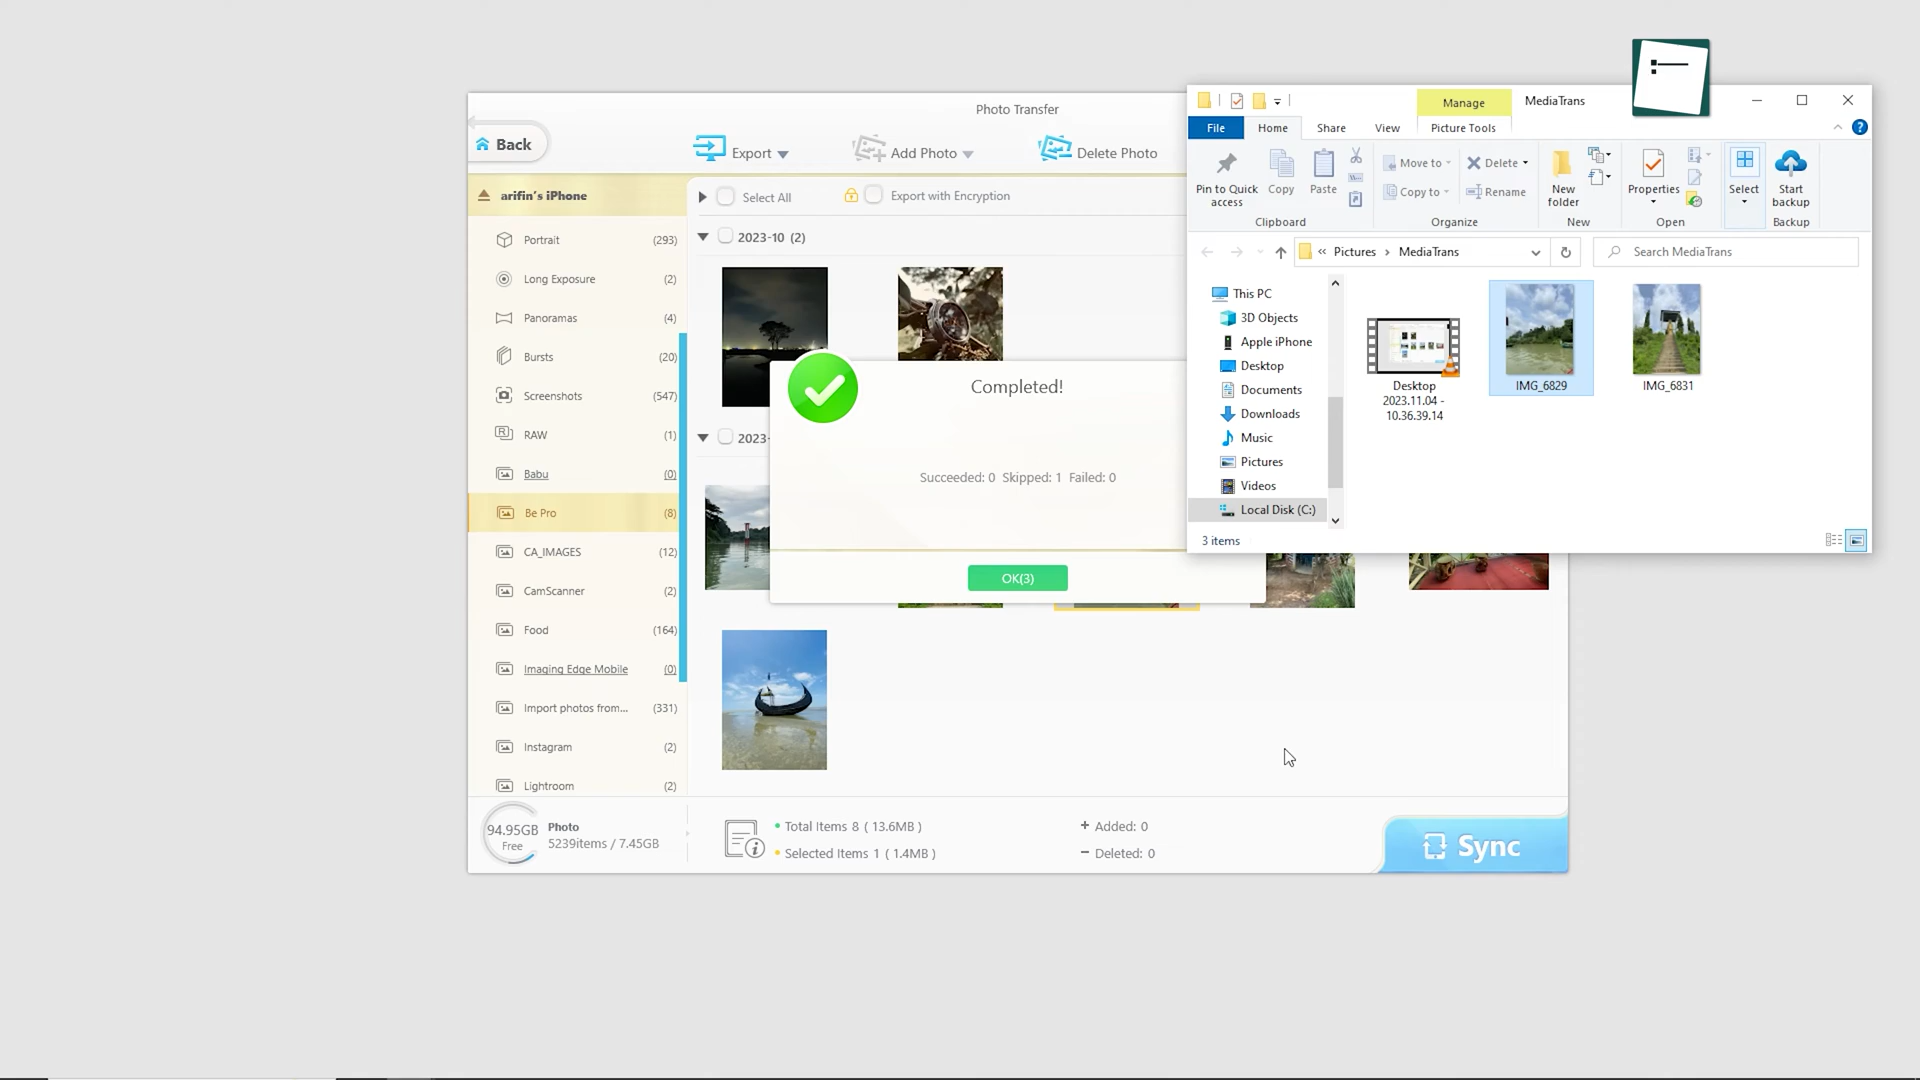 Photo Transfer
Back
Export
Add Photo
Delete Photo
arifin's iPhone
Select All
Export with Encryption
Portrait (293)
Long Exposure (2)
Panoramas (4)
Bursts (20)
Screenshots (547)
RAW (1)
Babu (0)
Be Pro (8)
CA_IMAGES (12)
CamScanner (2)
Food (164)
Imaging Edge Mobile (0)
Import photos from... (331)
Instagram (2)
Lightroom (2)
2023-10 (2)
2023-
Completed!
Succeeded: 0 Skipped: 1 Failed: 0
OK(3)
94.95GB
Free
Photo
5239items / 7.45GB
Total Items 8 ( 13.6MB )
Selected Items 1 ( 1.4MB )
Added: 0
Deleted: 0
Sync
Manage
MediaTrans
File
Home
Share
View
Picture Tools
Pin to Quick
access
Copy
Paste
Move to
Copy to
Delete
Rename
New
folder
Properties
Select
Start
backup
Clipboard
Organize
New
Open
Backup
« Pictures › MediaTrans
Search MediaTrans
This PC
3D Objects
Apple iPhone
Desktop
Documents
Downloads
Music
Pictures
Videos
Local Disk (C:)
Desktop
2023.11.04 -
10.36.39.14
IMG_6829
IMG_6831
3 items